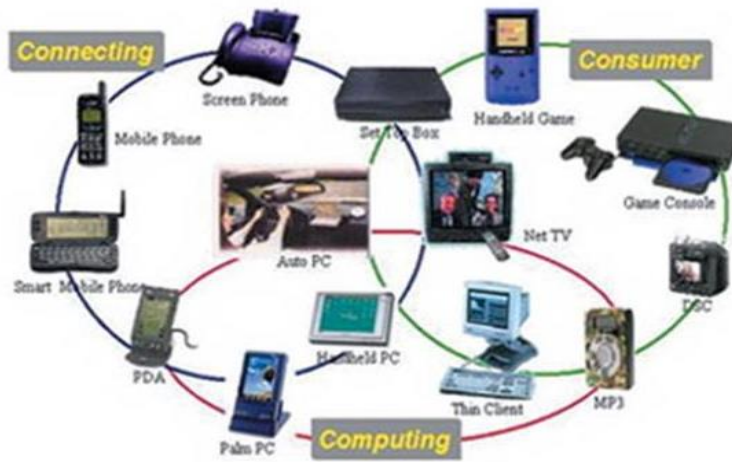 Connecting
Consumer
Screen Phone
Set Top Box
Handheld Game
Mobile Phone
Game Console
Net TV
Auto PC
Smart Mobile Phone
DSC
Handheld PC
PDA
Thin Client
MP3
Palm PC
Computing